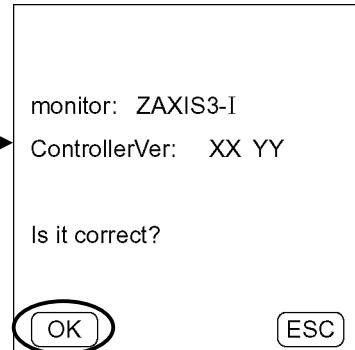 monitor: ZAXIS3-I
ControllerVer: XX YY
Is it correct?
OK ESC